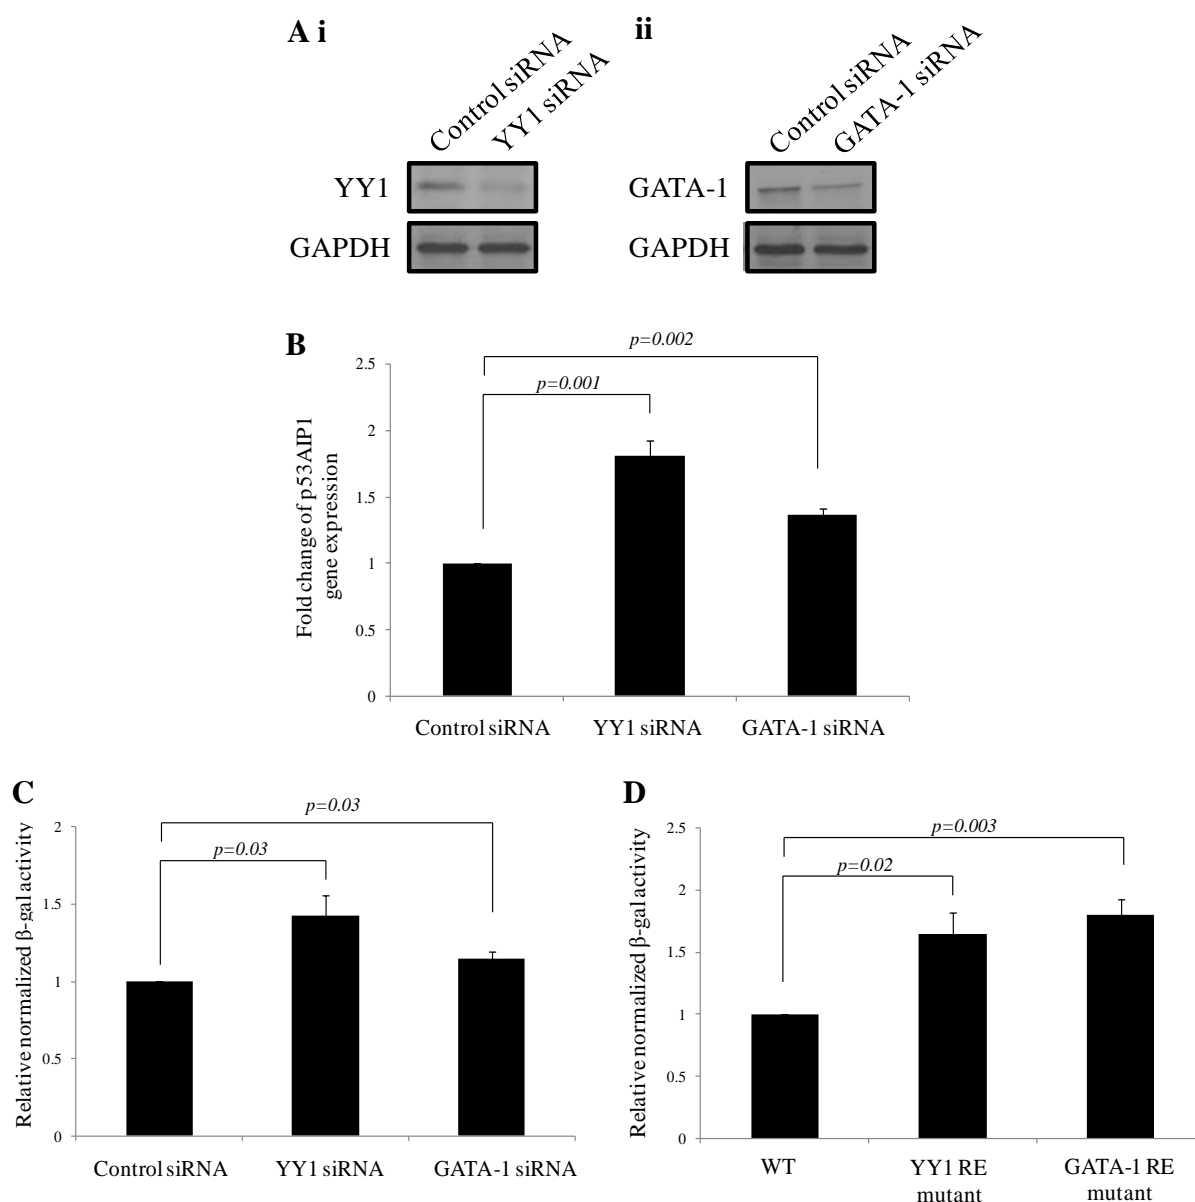 A i
ii
Control siRNA
YY1 siRNA
Control siRNA
GATA-1 siRNA
YY1
GAPDH
GATA-1
GAPDH
B
p=0.002
p=0.001
Fold change of p53AIP1
gene expression
2.5
2
1.5
1
0.5
0
Control siRNA
YY1 siRNA
GATA-1 siRNA
C
p=0.03
p=0.03
Relative normalized β-gal activity
2
1.5
1
0.5
0
Control siRNA
YY1 siRNA
GATA-1 siRNA
D
p=0.003
p=0.02
Relative normalized β-gal activity
2.5
2
1.5
1
0.5
0
WT
YY1 RE
mutant
GATA-1 RE
mutant